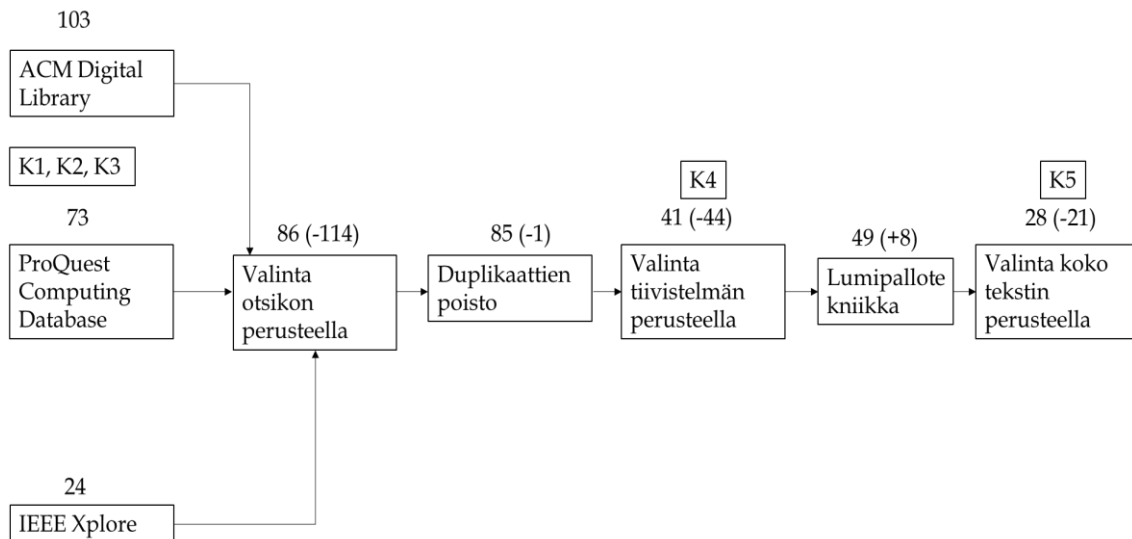 103
ACM Digital
Library
K1, K2, K3
73
ProQuest
Computing
Database
24
IEEE Xplore
86 (-114)
Valinta
otsikon
perusteella
85 (-1)
Duplikaattien
poisto
K4
41 (-44)
Valinta
tiivistelmän
perusteella
49 (+8)
Lumipallote
kniikka
K5
28 (-21)
Valinta koko
tekstin
perusteella